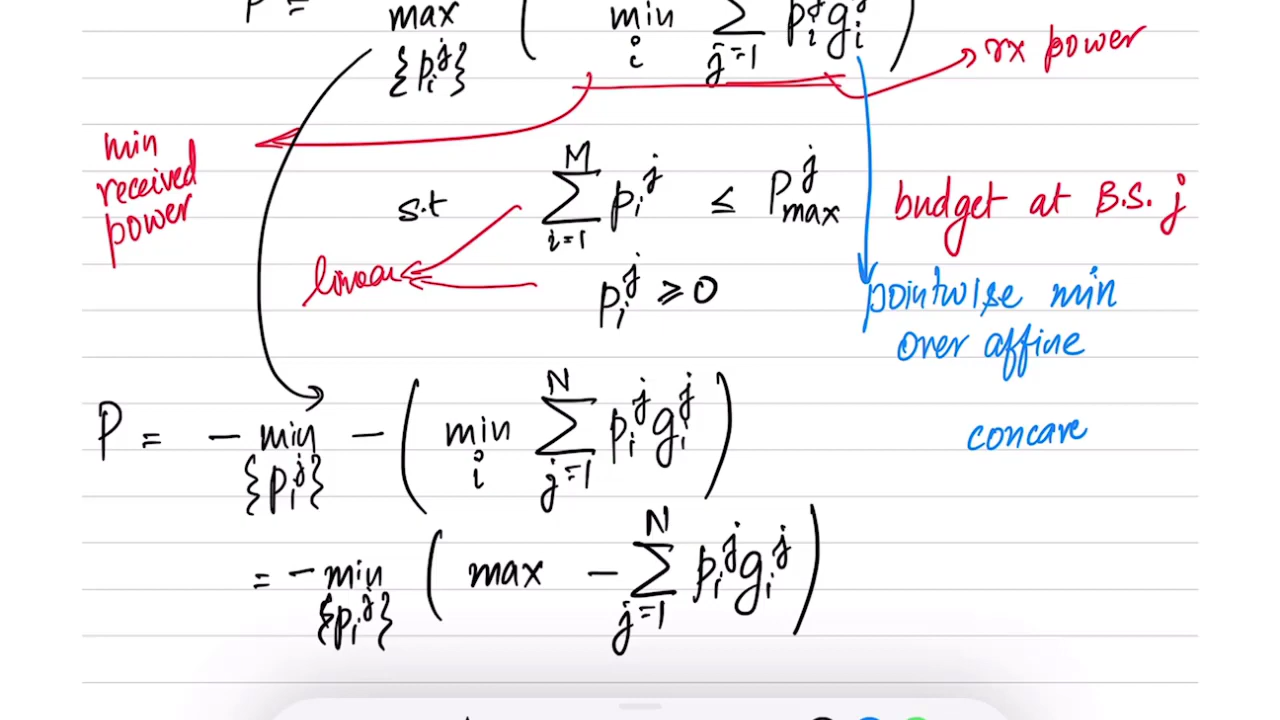 P = max {p_i^j} ( min i ∑ j=1 p_i^j g_i^j )
rx power
min
received
power
s.t ∑_{i=1}^{M} p_i^j ≤ P_max^j budget at B.S. j
linear
p_i^j ≥ 0
pointwise min
over affine
concave
P = - min {p_i^j} - ( min i ∑_{j=1}^{N} p_i^j g_i^j )
= - min {p_i^j} ( max - ∑_{j=1}^{N} p_i^j g_i^j )